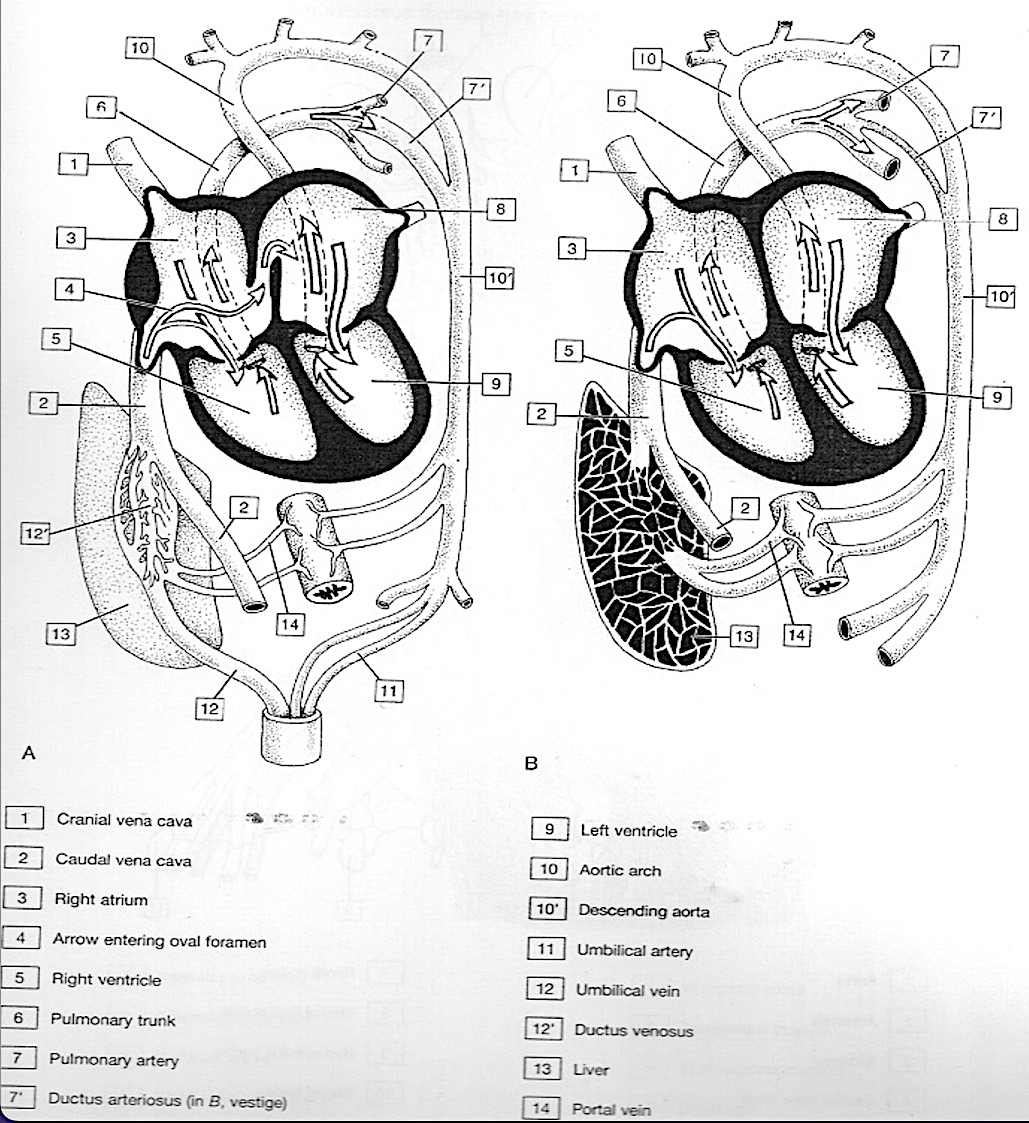 10
7
7'
6
1
8
3
10'
4
5
9
2
2
12'
14
13
11
12
A
10
7
6
7'
1
8
3
10'
5
9
2
2
13
14
B
1 Cranial vena cava
2 Caudal vena cava
3 Right atrium
4 Arrow entering oval foramen
5 Right ventricle
6 Pulmonary trunk
7 Pulmonary artery
7' Ductus arteriosus (in B, vestige)
9 Left ventricle
10 Aortic arch
10' Descending aorta
11 Umbilical artery
12 Umbilical vein
12' Ductus venosus
13 Liver
14 Portal vein